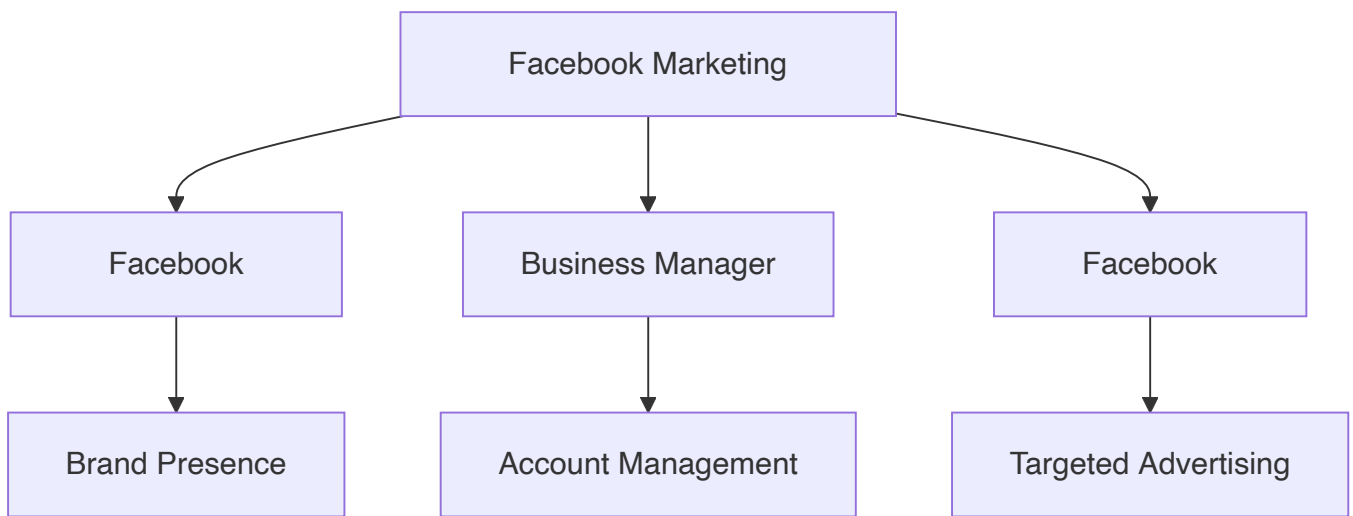 Facebook Marketing
Facebook
Business Manager
Facebook
Brand Presence
Account Management
Targeted Advertising